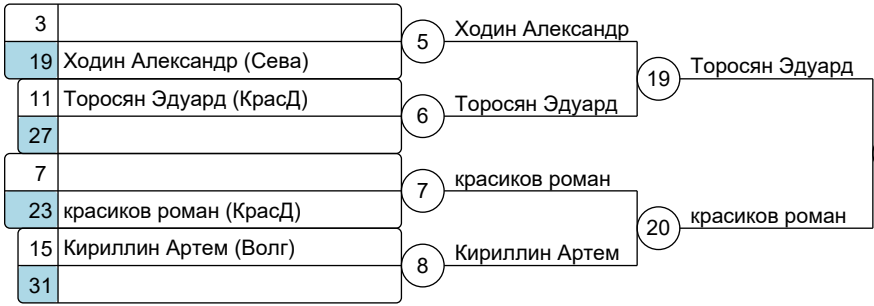 3
19 Ходин Александр (Сева)
5 Ходин Александр
11 Торосян Эдуард (КрасД)
27
6 Торосян Эдуард
19 Торосян Эдуард
7
23 красиков роман (КрасД)
7 красиков роман
15 Кириллин Артем (Волг)
31
8 Кириллин Артем
20 красиков роман